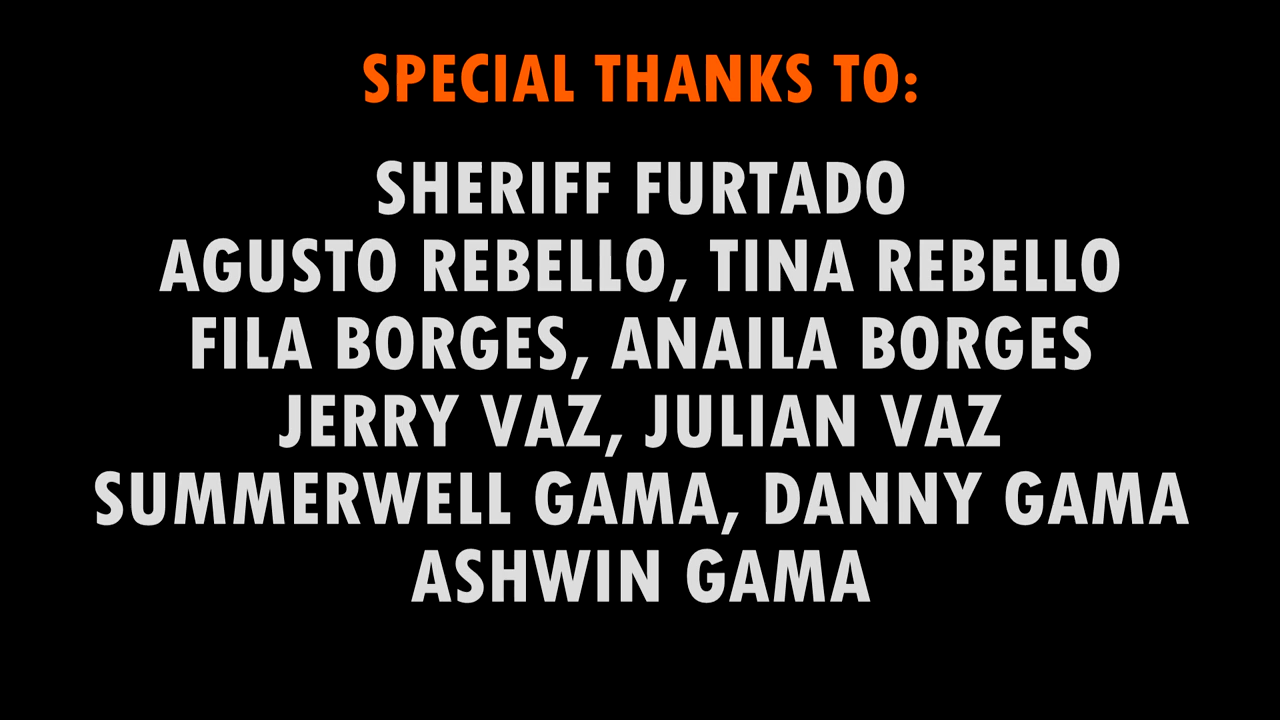 SPECIAL THANKS TO:
SHERIFF FURTADO
AGUSTO REBELLO, TINA REBELLO
FILA BORGES, ANAILA BORGES
JERRY VAZ, JULIAN VAZ
SUMMERWELL GAMA, DANNY GAMA
ASHWIN GAMA